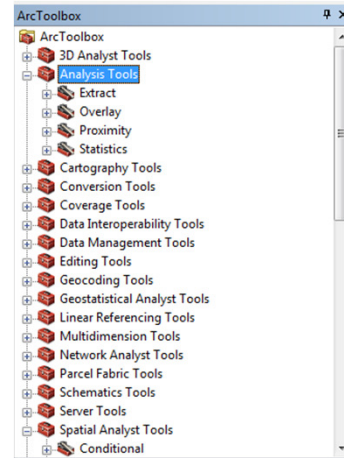 ArcToolbox
ArcToolbox
3D Analyst Tools
Analysis Tools
Extract
Overlay
Proximity
Statistics
Cartography Tools
Conversion Tools
Coverage Tools
Data Interoperability Tools
Data Management Tools
Editing Tools
Geocoding Tools
Geostatistical Analyst Tools
Linear Referencing Tools
Multidimension Tools
Network Analyst Tools
Parcel Fabric Tools
Schematics Tools
Server Tools
Spatial Analyst Tools
Conditional